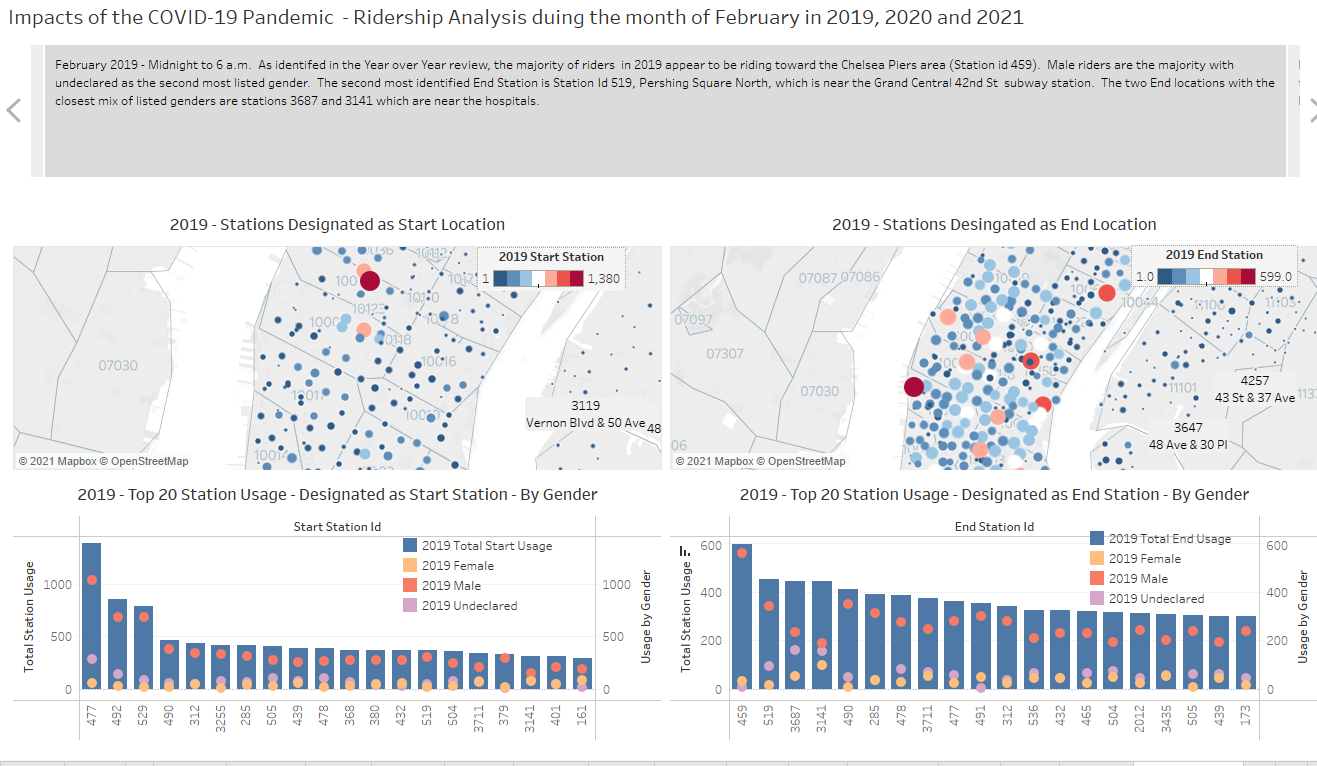 Impacts of the COVID-19 Pandemic - Ridership Analysis duing the month of February in 2019, 2020 and 2021
February 2019 - Midnight to 6 a.m. As identifed in the Year over Year review, the majority of riders in 2019 appear to be riding toward the Chelsea Piers area (Station id 459). Male riders are the majority with
undeclared as the second most listed gender. The second most identified End Station is Station Id 519, Pershing Square North, which is near the Grand Central 42nd St subway station. The two End locations with the
closest mix of listed genders are stations 3687 and 3141 which are near the hospitals.
2019 - Stations Designated as Start Location
2019 Start Station
1 1,380
07030
10110
10118
10016
3119
Vernon Blvd & 50 Ave
48
© 2021 Mapbox © OpenStreetMap
2019 - Stations Desingated as End Location
2019 End Station
1.0 599.0
07087 07086
07097
07307
07030
10044
11101
4257
43 St & 37 Ave
3647
48 Ave & 30 Pl
06
© 2021 Mapbox © OpenStreetMap
2019 - Top 20 Station Usage - Designated as Start Station - By Gender
Start Station Id
2019 Total Start Usage
2019 Female
2019 Male
2019 Undeclared
Total Station Usage
1000
500
0
1000
500
0
Usage by Gender
477 492 529 490 312 3255 285 505 439 478 368 380 432 519 504 3711 379 3141 401 161
2019 - Top 20 Station Usage - Designated as End Station - By Gender
End Station Id
2019 Total End Usage
2019 Female
2019 Male
2019 Undeclared
Total Station Usage
600
400
200
0
600
400
200
0
Usage by Gender
459 519 3687 3141 490 285 478 3711 477 491 312 536 432 465 504 2012 3435 505 439 173